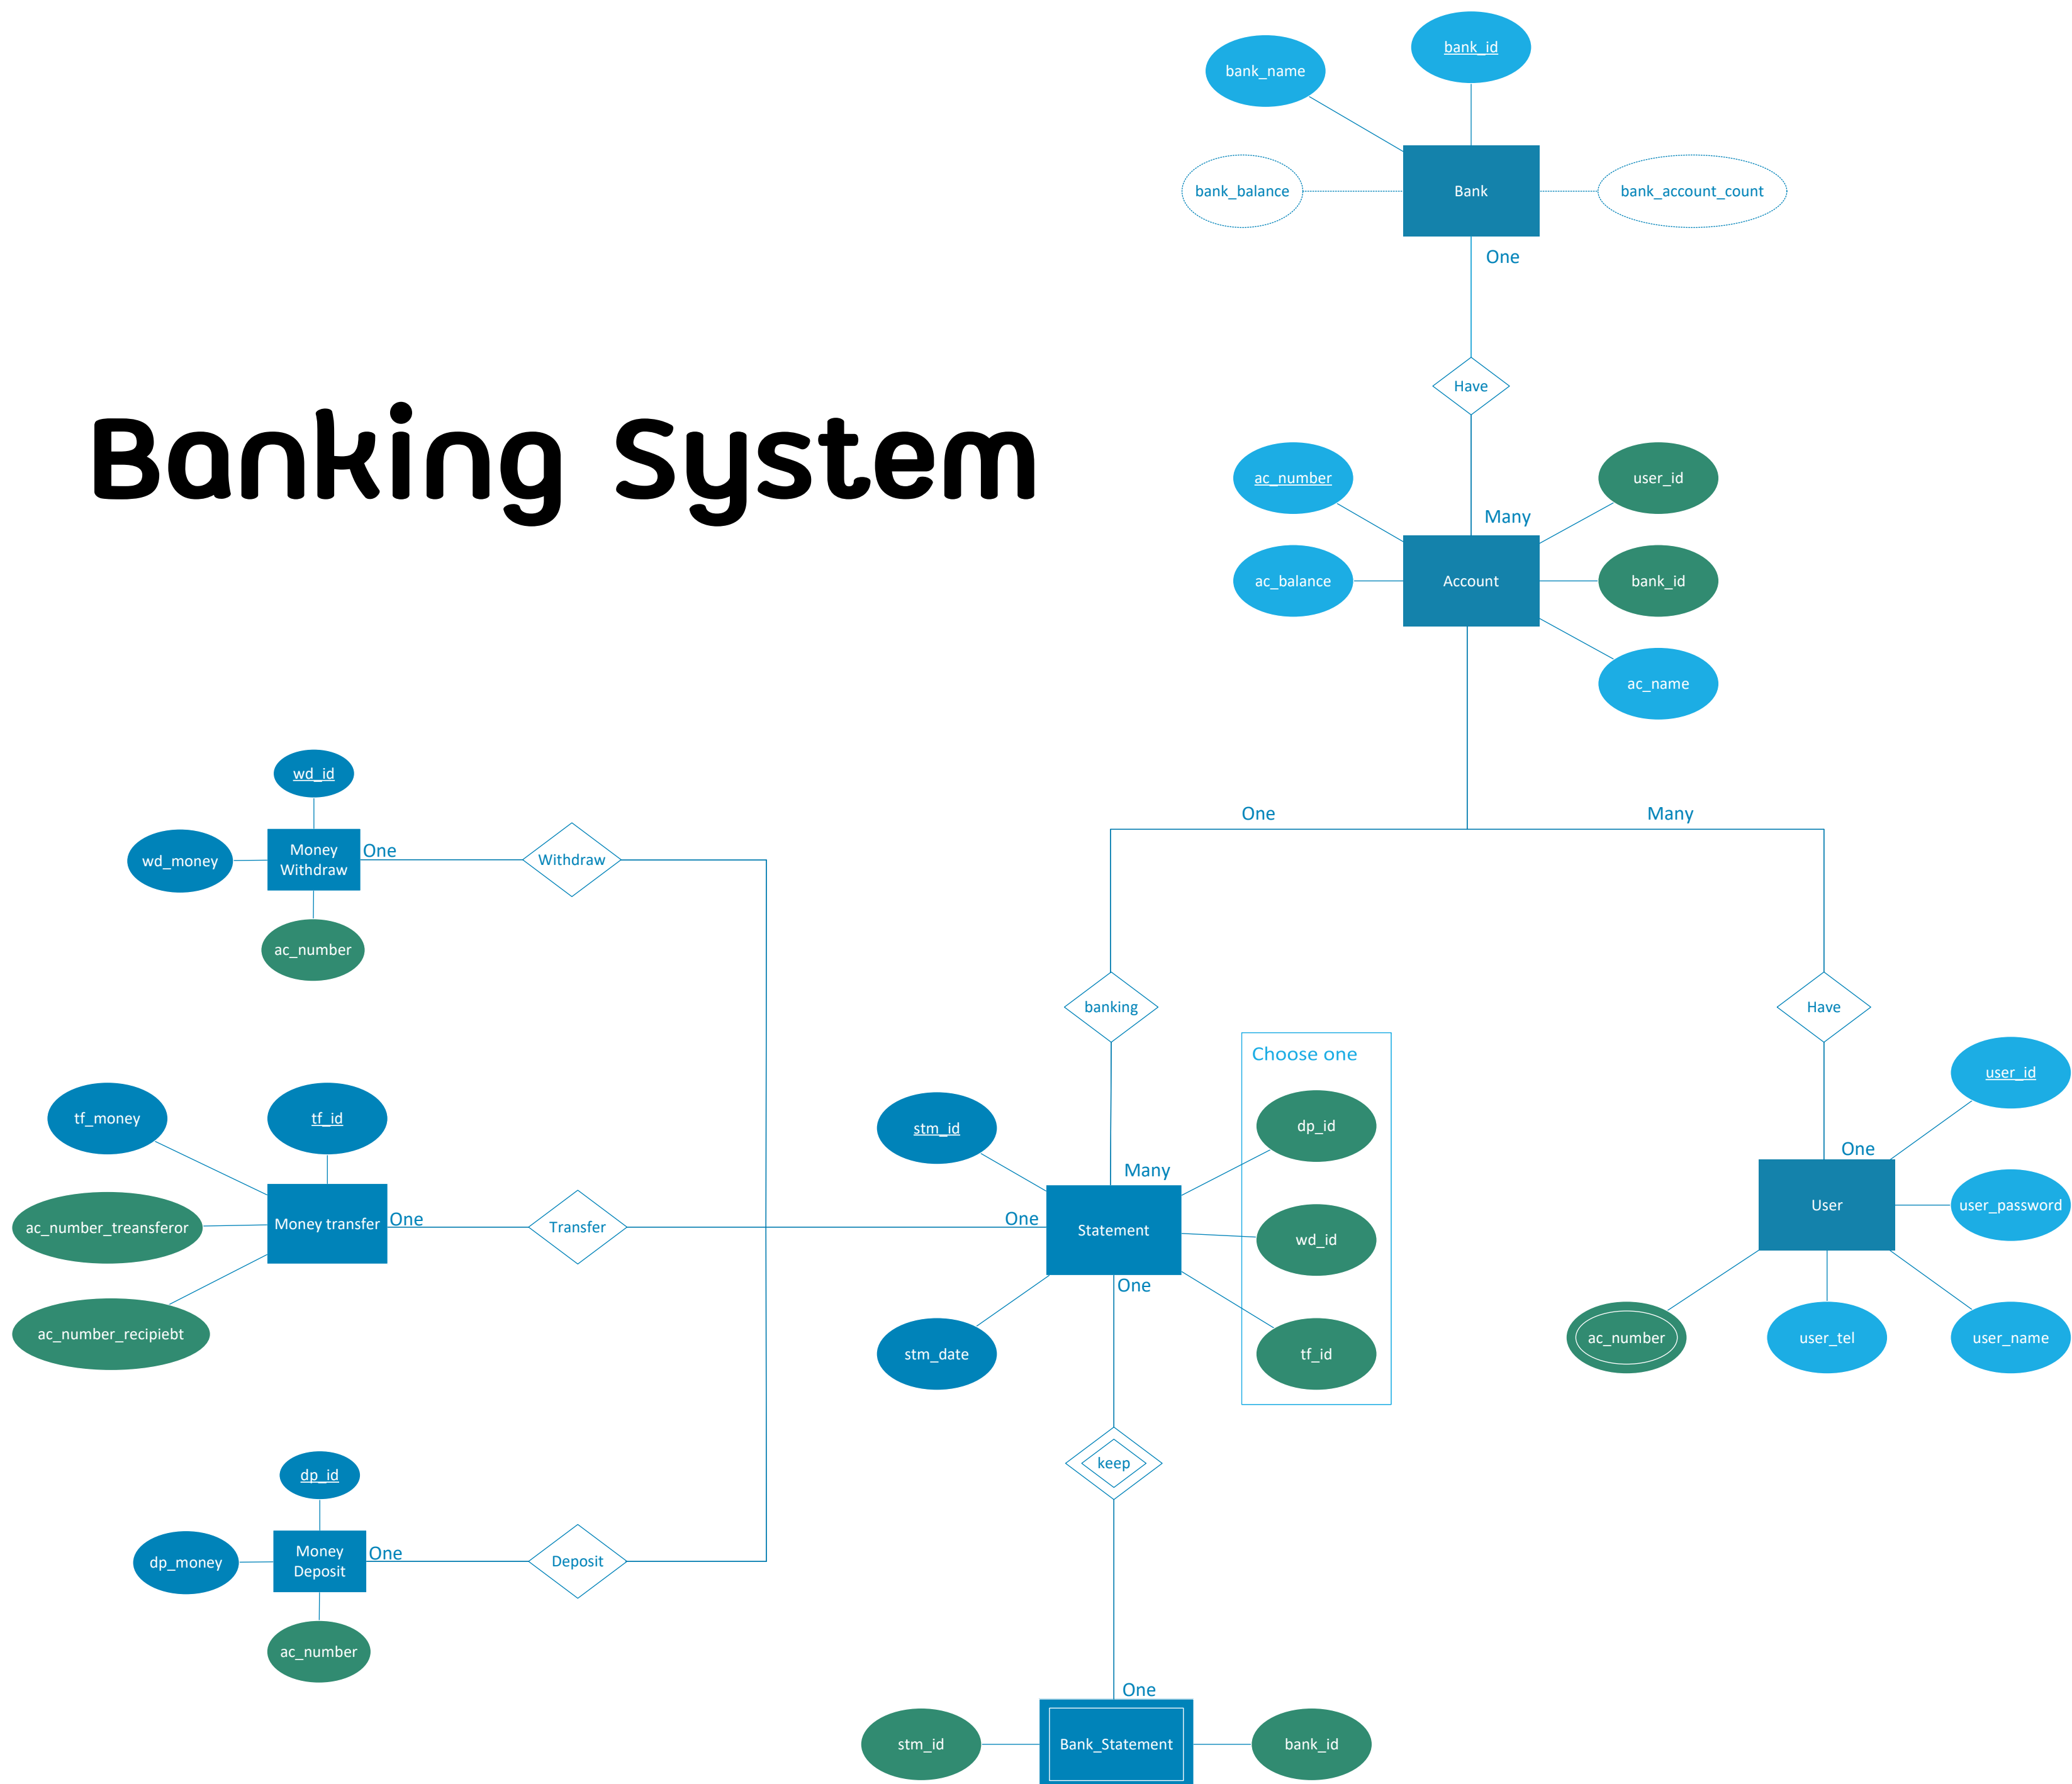 bank_id
bank_name
bank_balance
Bank
bank_account_count
One
Have
Banking System
ac_number
user_id
Many
ac_balance
Account
bank_id
ac_name
wd_id
One
Many
wd_money
Money
Withdraw
One
Withdraw
ac_number
banking
Have
Choose one
user_id
tf_money
tf_id
stm_id
dp_id
Many
One
ac_number_treansferor
Money transfer
One
Transfer
One
Statement
wd_id
User
user_password
One
ac_number_recipiebt
stm_date
tf_id
ac_number
user_tel
user_name
keep
dp_id
dp_money
Money
Deposit
One
Deposit
ac_number
One
stm_id
Bank_Statement
bank_id